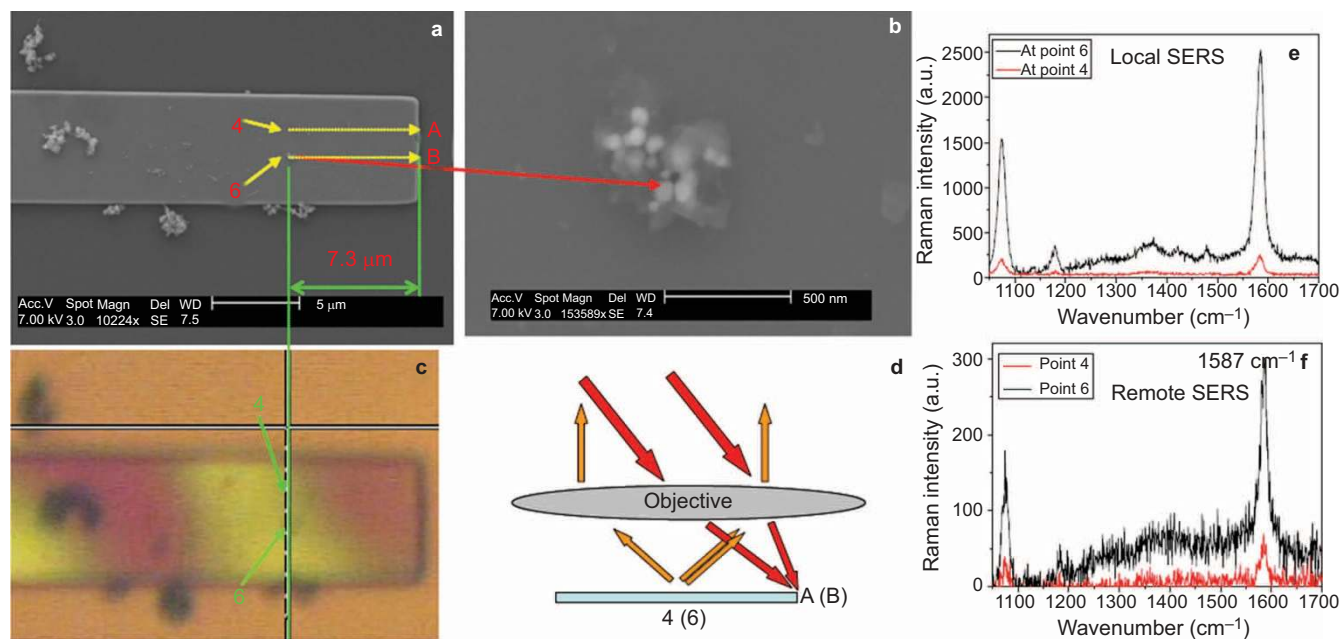 a
4
A
B
6
7.3 μm
Acc.V Spot Magn Del WD
5 μm
7.00 kV 3.0 10224x SE 7.5
b
Acc.V Spot Magn Del WD
500 nm
7.00 kV 3.0 153589x SE 7.4
c
4
6
d
Objective
A (B)
4 (6)
e
At point 6
At point 4
Local SERS
Raman intensity (a.u.)
2500
2000
1500
1000
500
0
1100 1200 1300 1400 1500 1600 1700
Wavenumber (cm⁻¹)
1587 cm⁻¹
f
Point 4
Point 6
Remote SERS
Raman intensity (a.u.)
300
200
100
50
0
1100 1200 1300 1400 1500 1600 1700
Wavenumber (cm⁻¹)